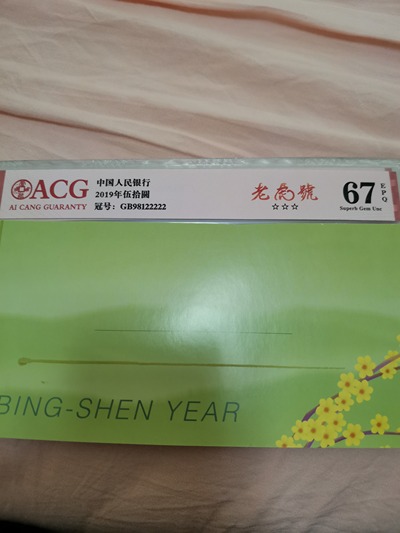 ACG
AI CANG GUARANTY
中国人民银行
2019年伍拾圆
冠号：GB98122222
老虎號
☆☆☆
67 EPQ
Superb Gem Unc
BING-SHEN YEAR